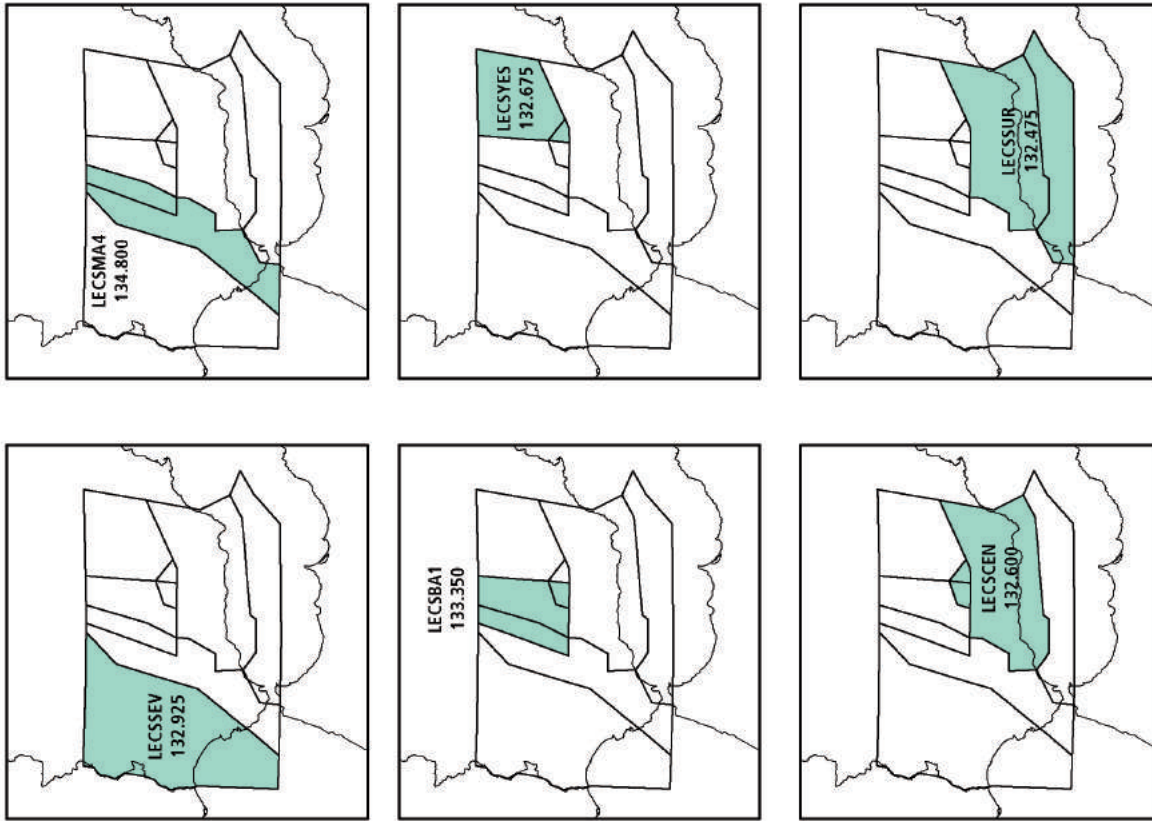 LECSSEV
132.925
LECSMA4
134.800
LECSBA1
133.350
LECSYES
132.675
LECSCEN
132.600
LECSSUR
132.475